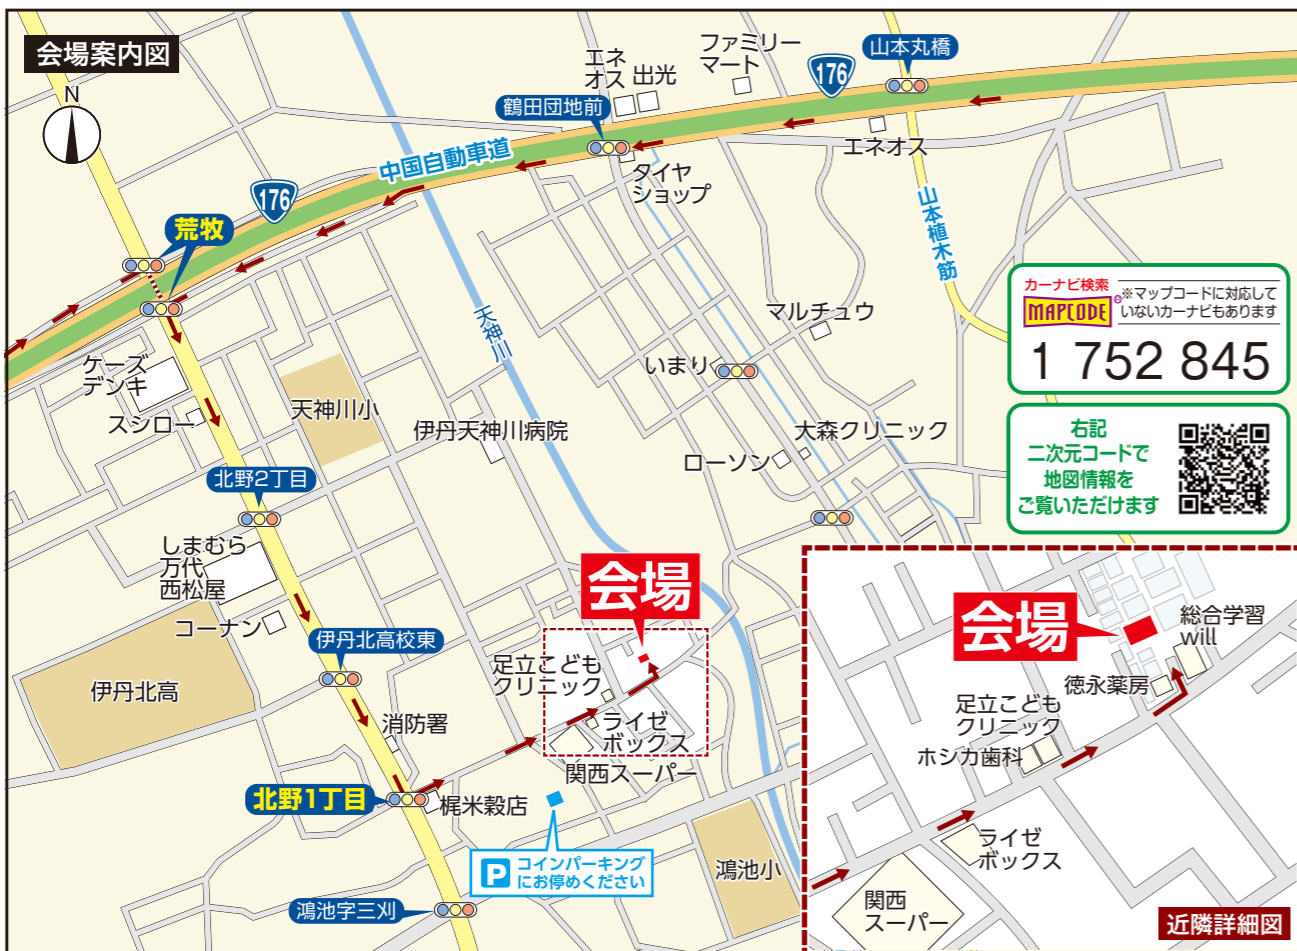 会場案内図
N
エネ
オス
出光
ファミリー
マート
176
山本丸橋
鶴田団地前
中国自動車道
タイヤ
ショップ
エネオス
176
荒牧
山本植木筋
天神川
カーナビ検索
MAPCODE
®
※マップコードに対応して
いないカーナビもあります
1 752 845
マルチュウ
いまり
ケーズ
デンキ
スシロー
天神川小
伊丹天神川病院
大森クリニック
ローソン
右記
二次元コードで
地図情報を
ご覧いただけます
北野2丁目
しまむら
万代
西松屋
コーナン
伊丹北高校東
伊丹北高
会場
足立こども
クリニック
ライゼ
ボックス
関西スーパー
消防署
北野1丁目
梶米穀店
P
コインパーキング
にお停めください
鴻池小
鴻池字三刈
会場
総合学習
will
徳永薬房
足立こども
クリニック
ホシカ歯科
ライゼ
ボックス
関西
スーパー
近隣詳細図